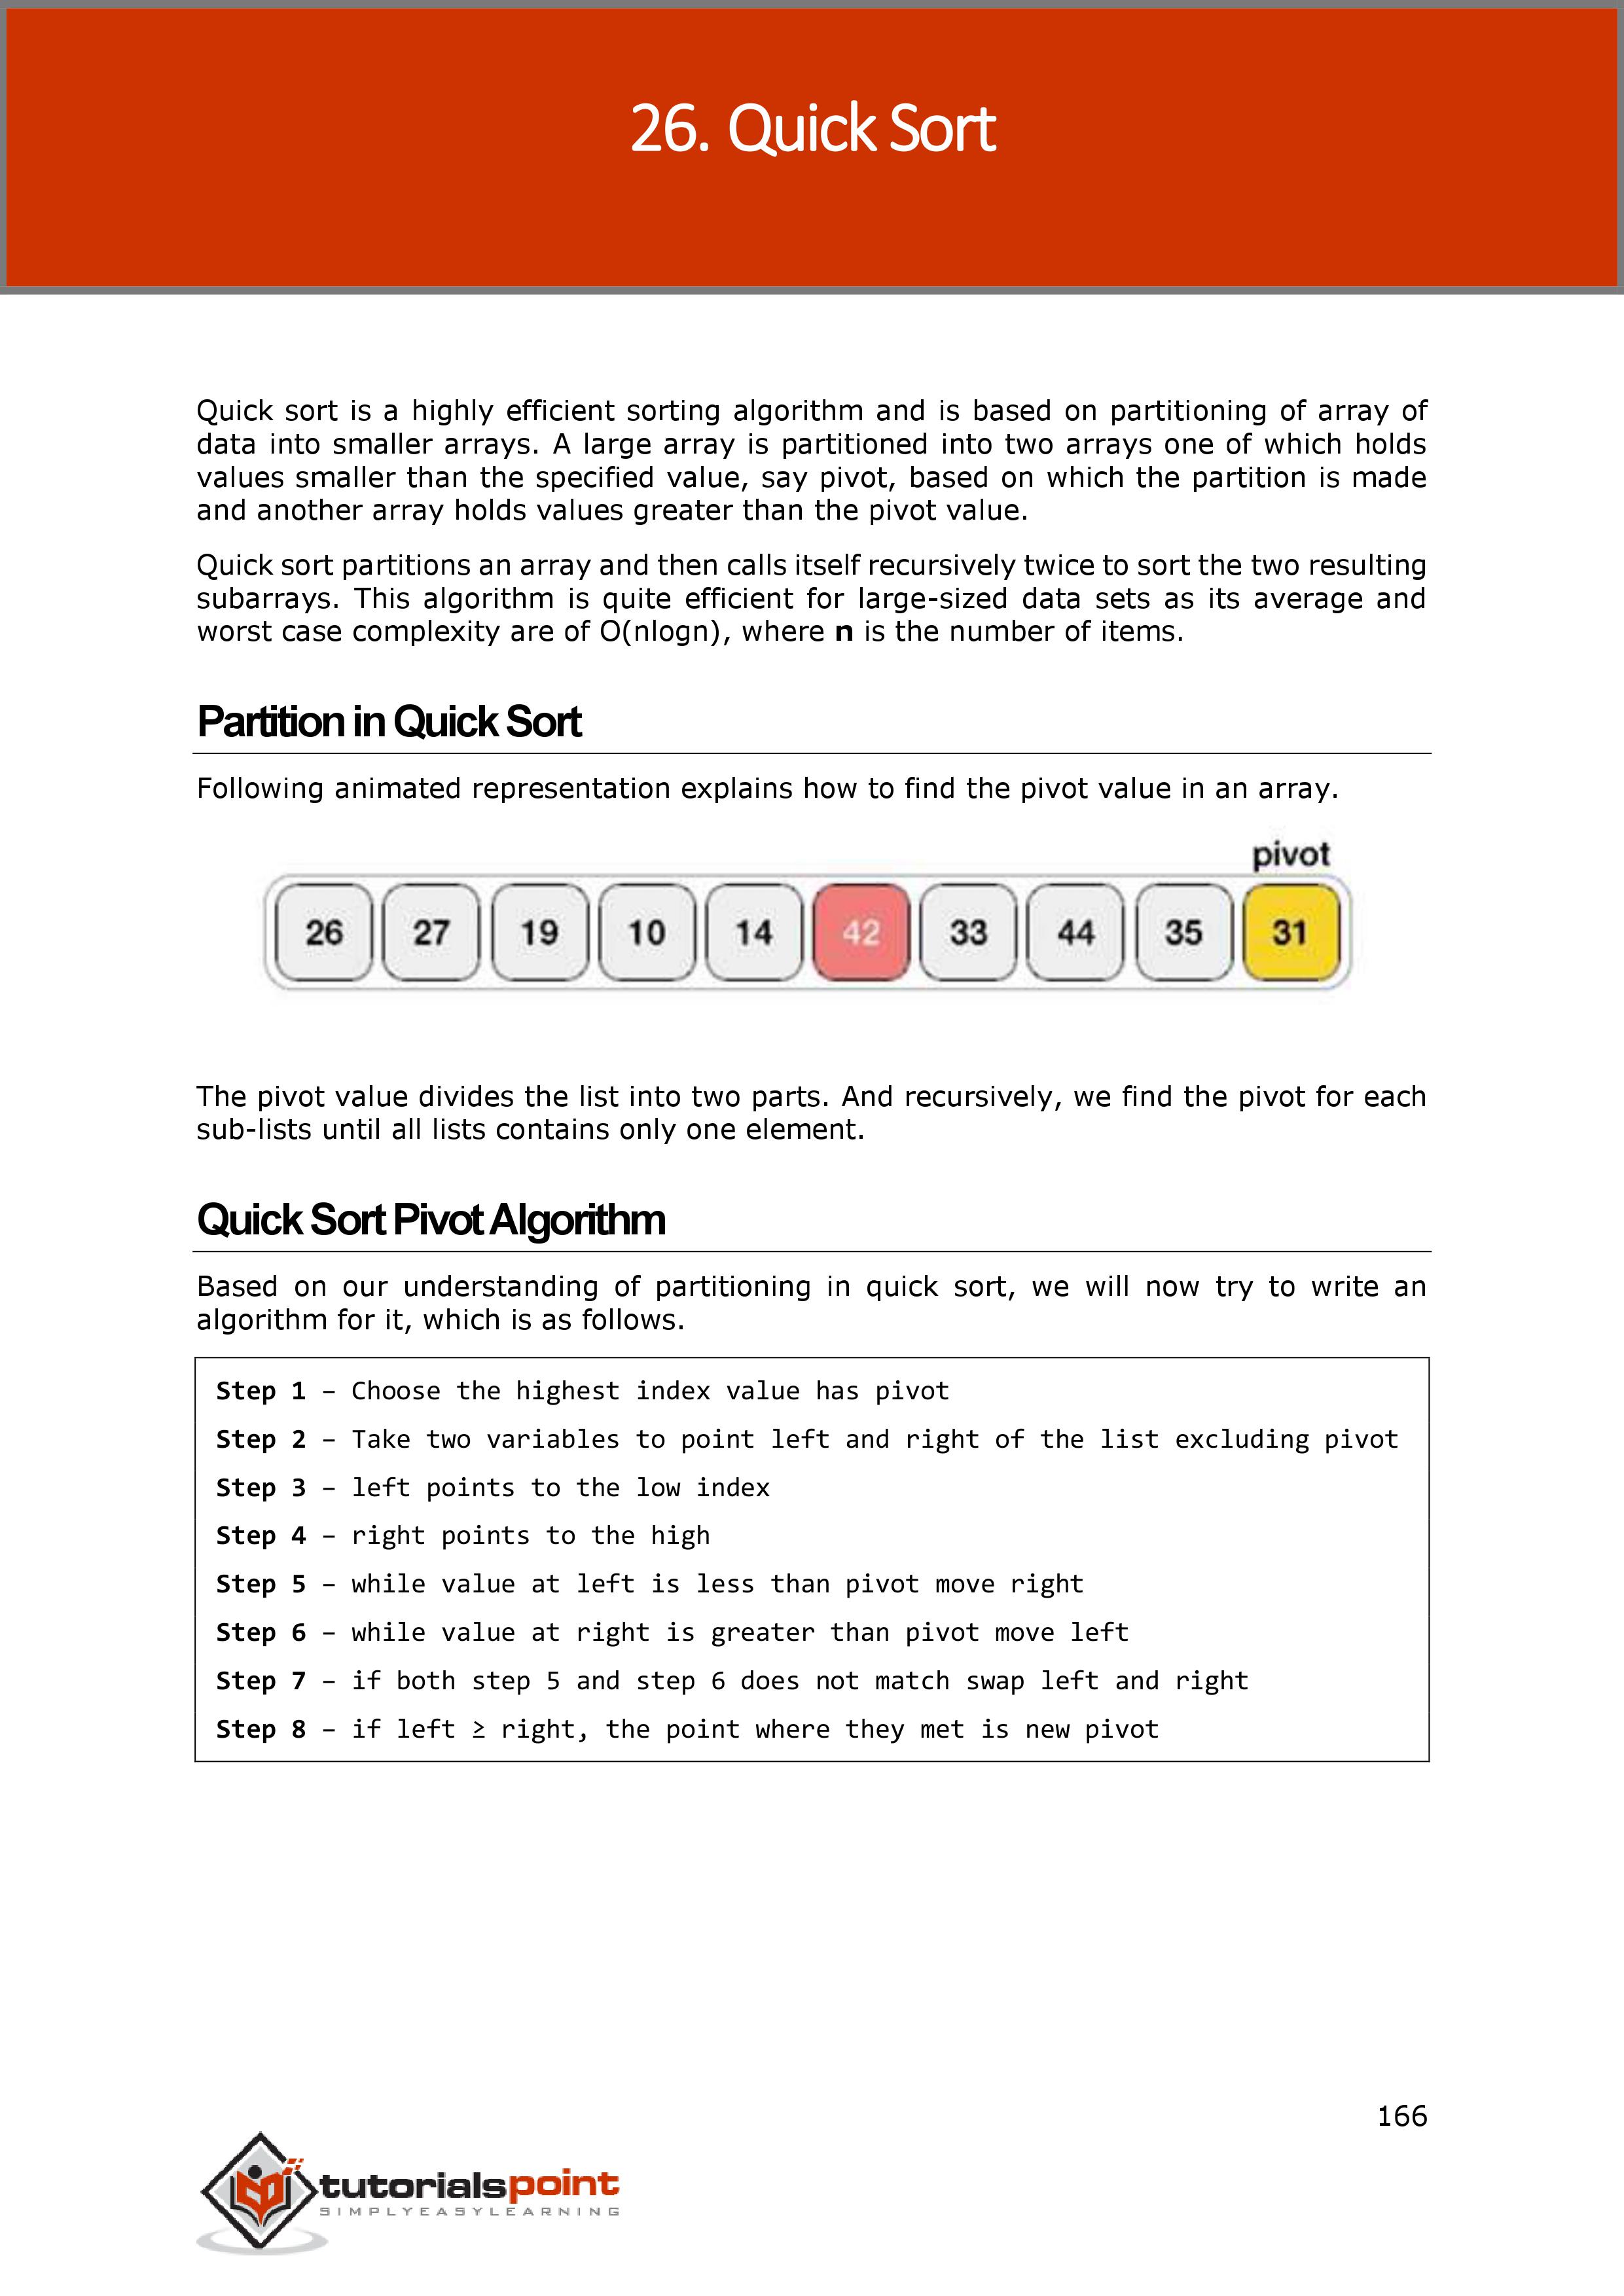 26. Quick Sort
Quick sort is a highly efficient sorting algorithm and is based on partitioning of array of
data into smaller arrays. A large array is partitioned into two arrays one of which holds
values smaller than the specified value, say pivot, based on which the partition is made
and another array holds values greater than the pivot value.
Quick sort partitions an array and then calls itself recursively twice to sort the two resulting
subarrays. This algorithm is quite efficient for large-sized data sets as its average and
worst case complexity are of O(nlogn), where n is the number of items.
Partition in Quick Sort
Following animated representation explains how to find the pivot value in an array.
pivot
26 27 19 10 14 42 33 44 35 31
The pivot value divides the list into two parts. And recursively, we find the pivot for each
sub-lists until all lists contains only one element.
Quick Sort Pivot Algorithm
Based on our understanding of partitioning in quick sort, we will now try to write an
algorithm for it, which is as follows.
Step 1 – Choose the highest index value has pivot
Step 2 – Take two variables to point left and right of the list excluding pivot
Step 3 – left points to the low index
Step 4 – right points to the high
Step 5 – while value at left is less than pivot move right
Step 6 – while value at right is greater than pivot move left
Step 7 – if both step 5 and step 6 does not match swap left and right
Step 8 – if left ≥ right, the point where they met is new pivot
166
tutorialspoint
SIMPLYEASYLEARNING